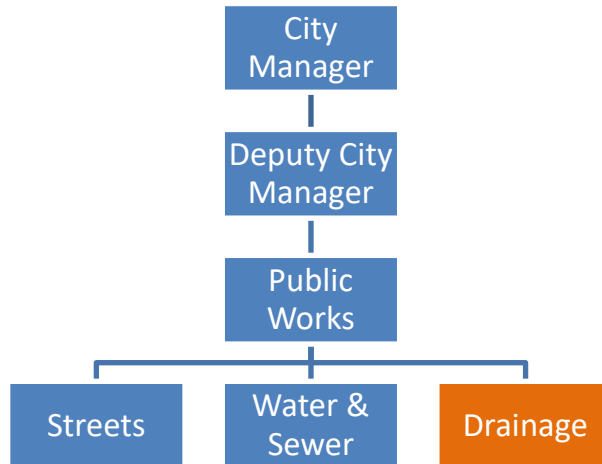 City
Manager
Deputy City
Manager
Public
Works
Streets
Water &
Sewer
Drainage